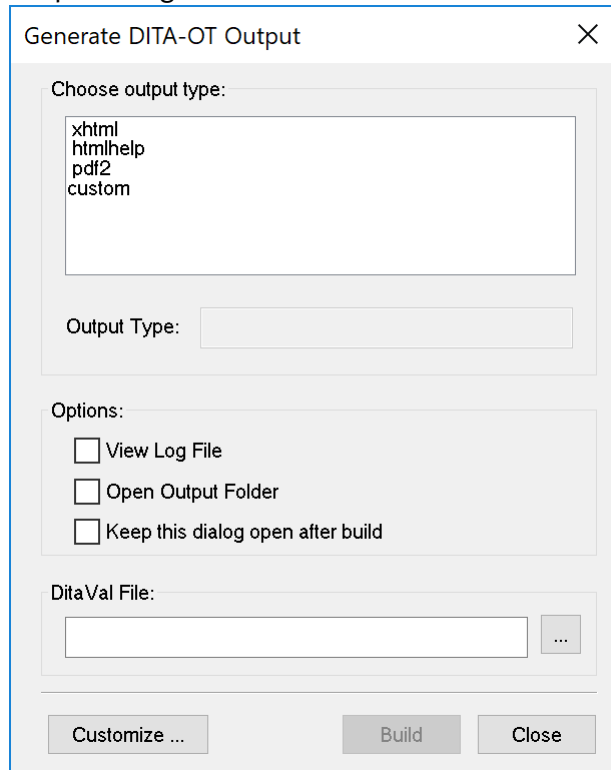 Generate DITA-OT Output
Choose output type:
xhtml
htmlhelp
pdf2
custom
Output Type:
Options:
View Log File
Open Output Folder
Keep this dialog open after build
DitaVal File:
...
Customize ...
Build
Close